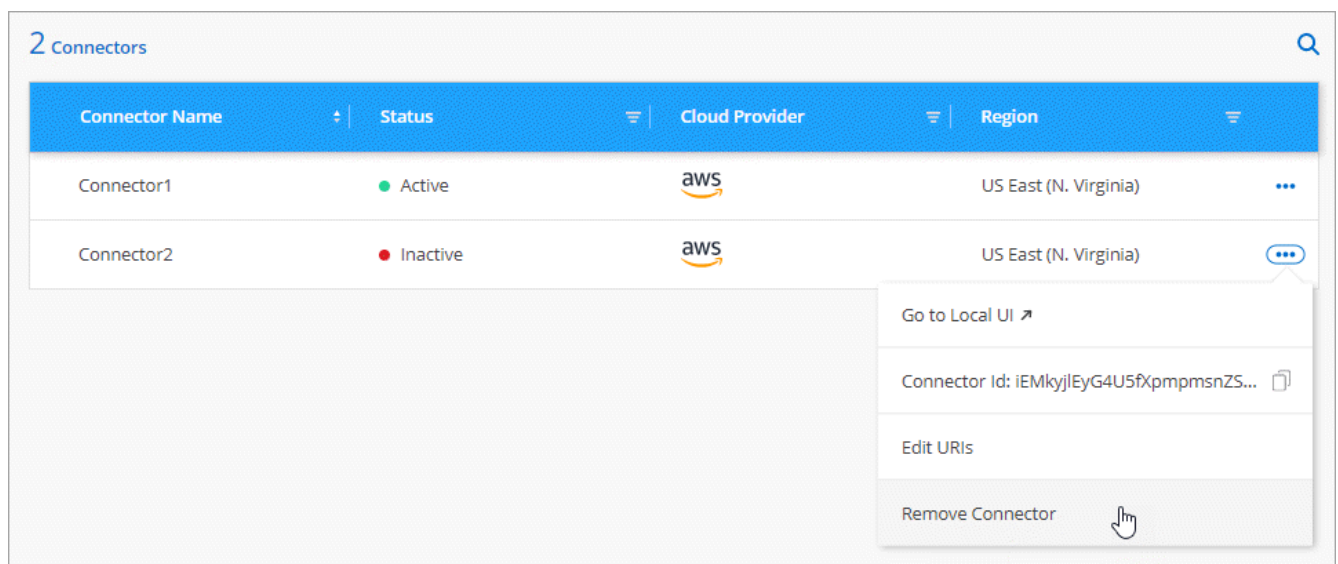 2 Connectors
Connector Name Status Cloud Provider Region
Connector1 Active aws US East (N. Virginia)
Connector2 Inactive aws US East (N. Virginia)
Go to Local UI
Connector Id: iEMkyjlEyG4U5fXpmpmsnZS...
Edit URIs
Remove Connector